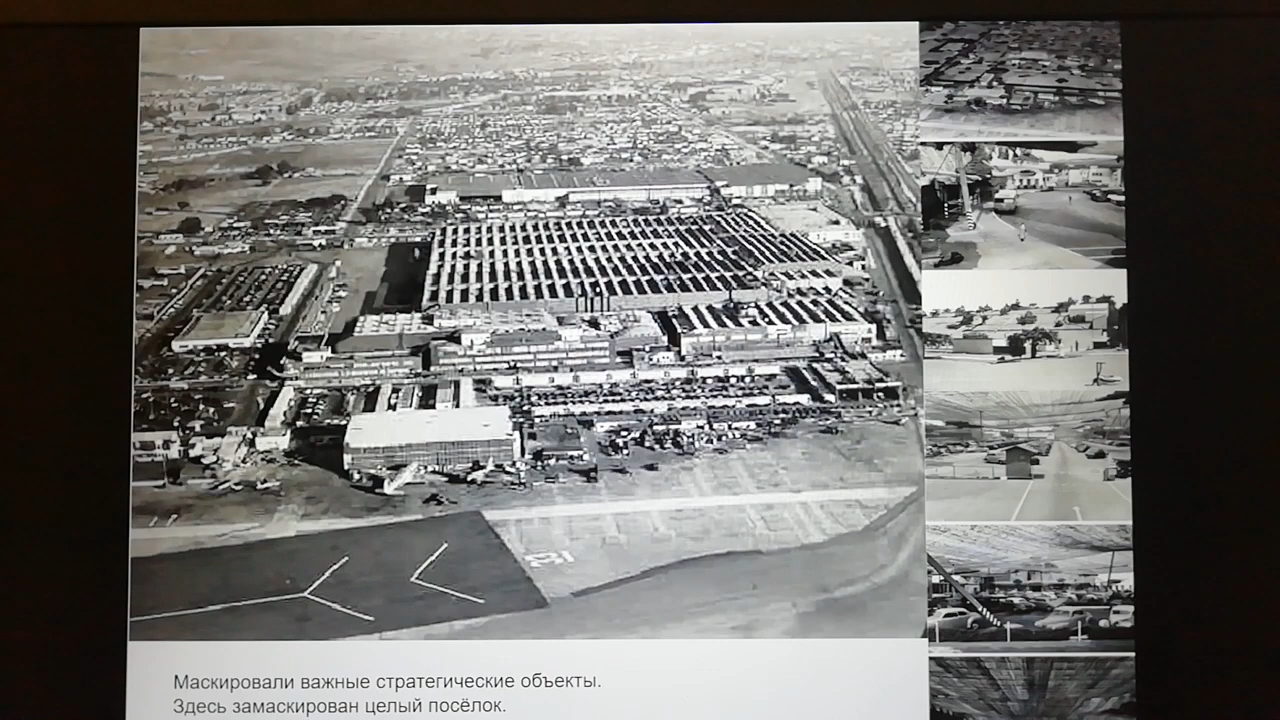 Маскировали важные стратегические объекты.
Здесь замаскирован целый посёлок.